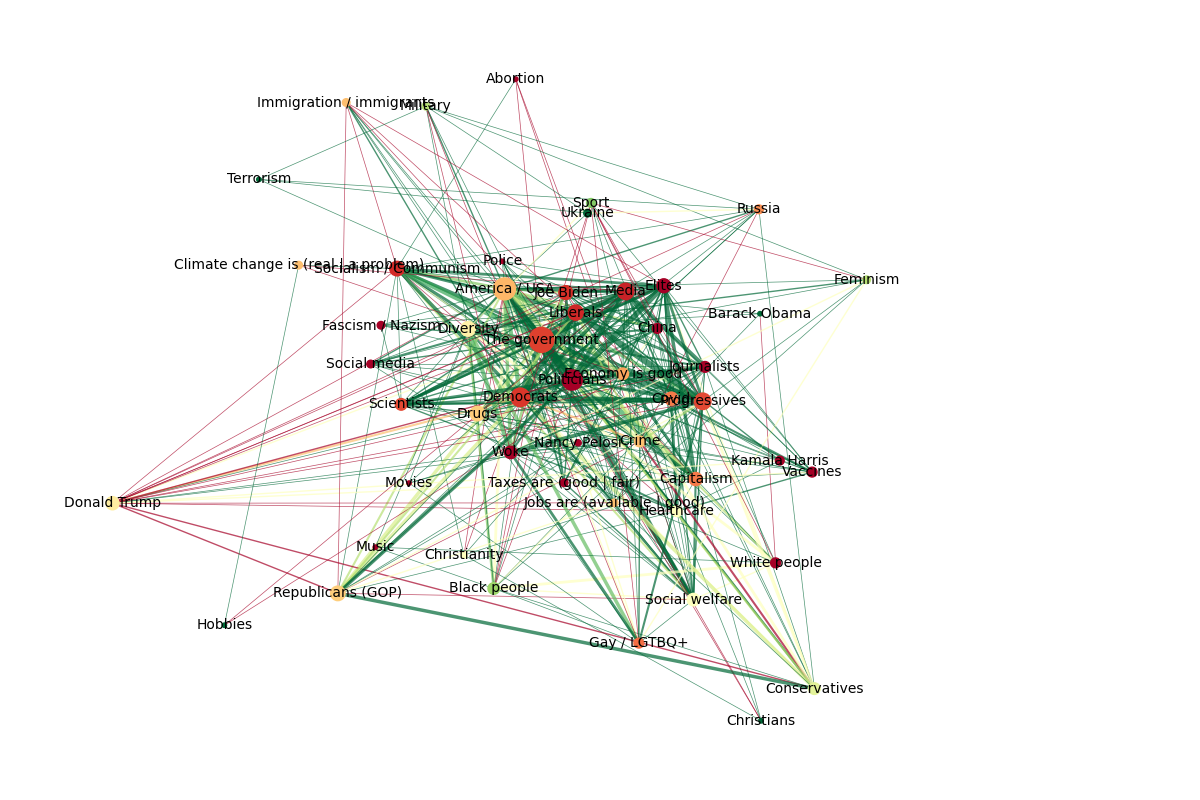 Abortion
Immigration / immigrants
Military
Terrorism
Sport
Ukraine
Russia
Police
Climate change is (real | a problem)
Socialism / Communism
Feminism
America / USA
Joe Biden
Media
Elites
Liberals
Barack Obama
Fascism / Nazism
Diversity
China
The government
Social media
Journalists
Economy is good
Politicians
Scientists
Democrats
Covid
Progressives
Drugs
Nancy Pelosi
Crime
Woke
Kamala Harris
Vaccines
Movies
Taxes are (good | fair)
Capitalism
Donald Trump
Jobs are (available | good)
Healthcare
Music
Christianity
White people
Republicans (GOP)
Black people
Social welfare
Hobbies
Gay / LGTBQ+
Conservatives
Christians